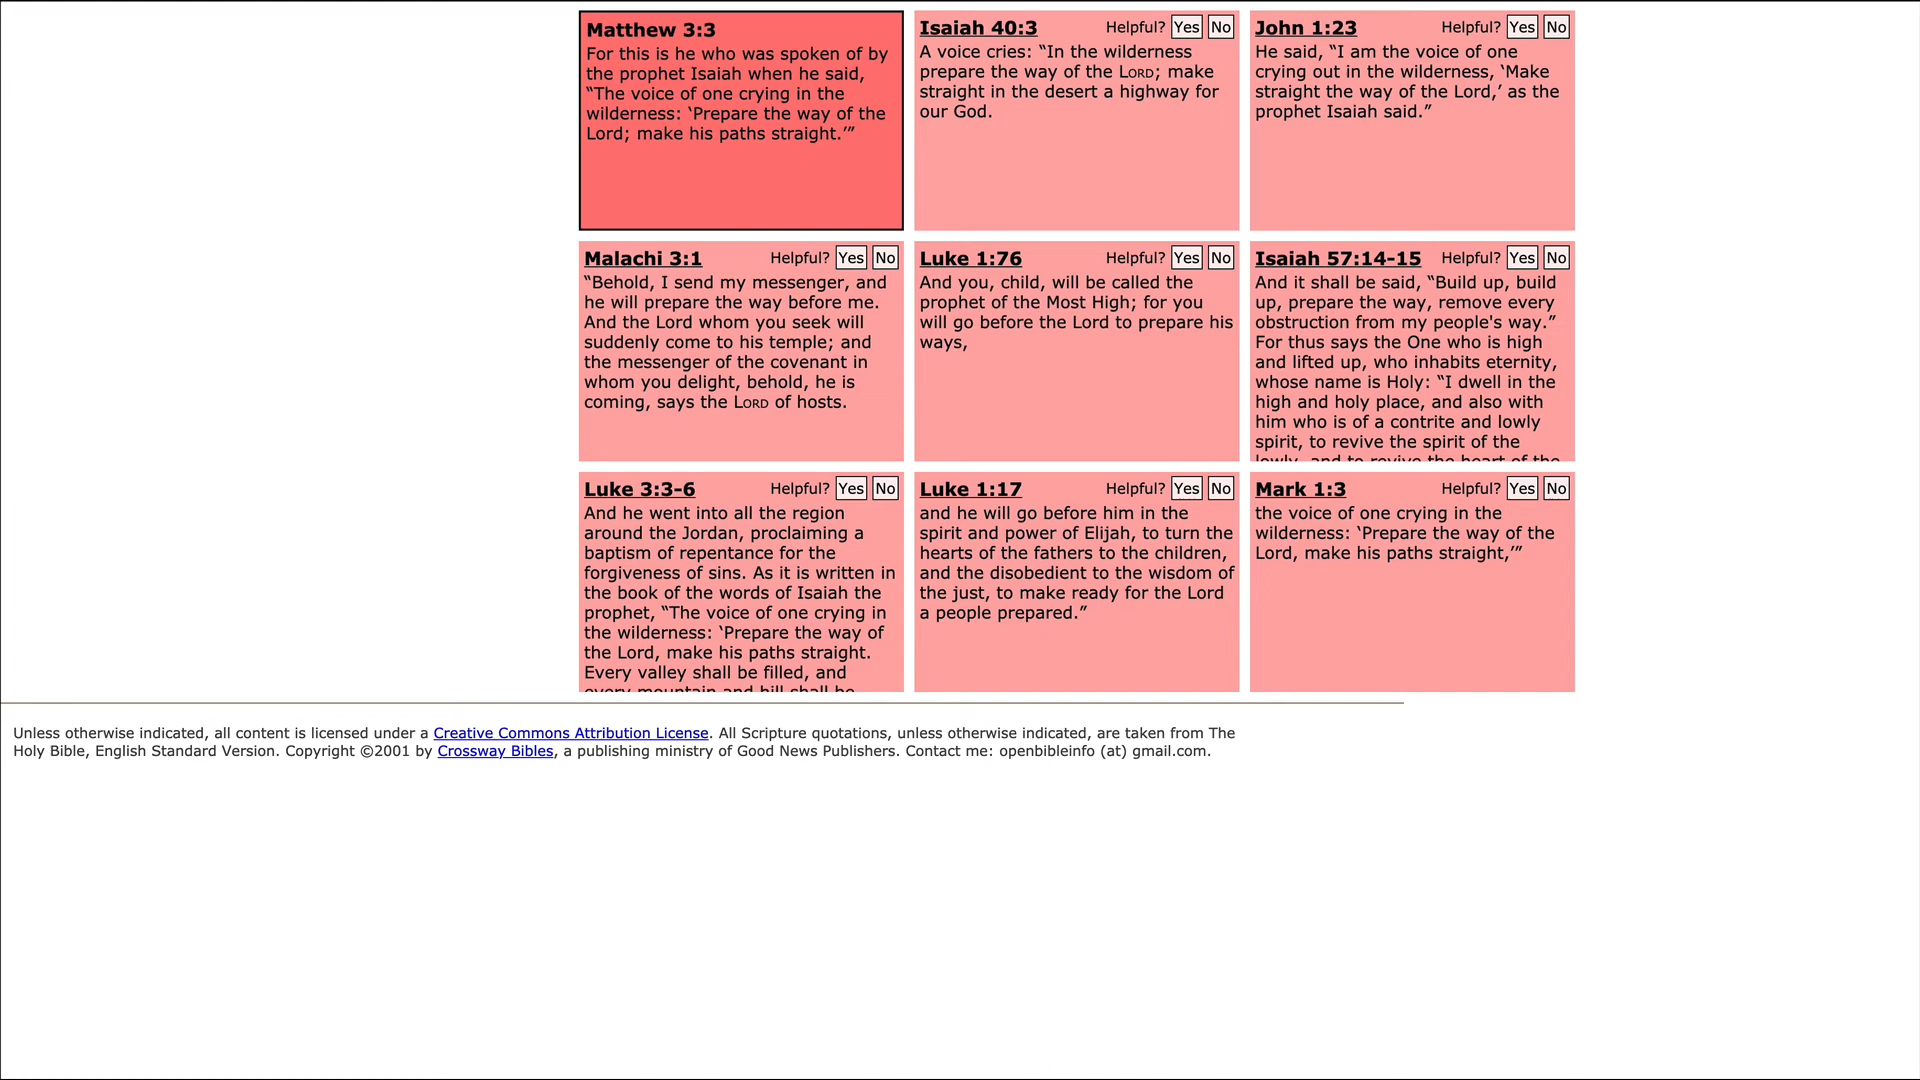 Matthew 3:3
For this is he who was spoken of by
the prophet Isaiah when he said,
“The voice of one crying in the
wilderness: ‘Prepare the way of the
Lord; make his paths straight.’”
Isaiah 40:3 Helpful? Yes No
A voice cries: “In the wilderness
prepare the way of the LORD; make
straight in the desert a highway for
our God.
John 1:23 Helpful? Yes No
He said, “I am the voice of one
crying out in the wilderness, ‘Make
straight the way of the Lord,’ as the
prophet Isaiah said.”
Malachi 3:1 Helpful? Yes No
“Behold, I send my messenger, and
he will prepare the way before me.
And the Lord whom you seek will
suddenly come to his temple; and
the messenger of the covenant in
whom you delight, behold, he is
coming, says the LORD of hosts.
Luke 1:76 Helpful? Yes No
And you, child, will be called the
prophet of the Most High; for you
will go before the Lord to prepare his
ways,
Isaiah 57:14-15 Helpful? Yes No
And it shall be said, “Build up, build
up, prepare the way, remove every
obstruction from my people's way.”
For thus says the One who is high
and lifted up, who inhabits eternity,
whose name is Holy: “I dwell in the
high and holy place, and also with
him who is of a contrite and lowly
spirit, to revive the spirit of the
lowly, and to revive the heart of the
Luke 3:3-6 Helpful? Yes No
And he went into all the region
around the Jordan, proclaiming a
baptism of repentance for the
forgiveness of sins. As it is written in
the book of the words of Isaiah the
prophet, “The voice of one crying in
the wilderness: ‘Prepare the way of
the Lord, make his paths straight.
Every valley shall be filled, and
every mountain and hill shall be
Luke 1:17 Helpful? Yes No
and he will go before him in the
spirit and power of Elijah, to turn the
hearts of the fathers to the children,
and the disobedient to the wisdom of
the just, to make ready for the Lord
a people prepared.”
Mark 1:3 Helpful? Yes No
the voice of one crying in the
wilderness: ‘Prepare the way of the
Lord, make his paths straight,’”
Unless otherwise indicated, all content is licensed under a Creative Commons Attribution License. All Scripture quotations, unless otherwise indicated, are taken from The
Holy Bible, English Standard Version. Copyright ©2001 by Crossway Bibles, a publishing ministry of Good News Publishers. Contact me: openbibleinfo (at) gmail.com.